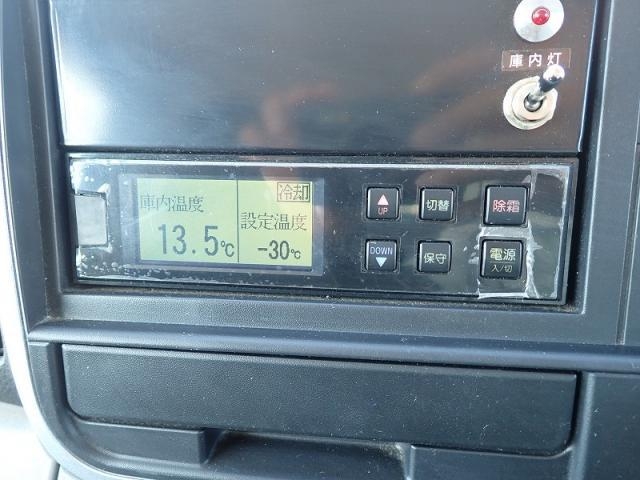 庫内灯
冷却
庫内温度
設定温度
13.5℃
-30℃
UP
切替
除霜
DOWN
保守
電源
入/切